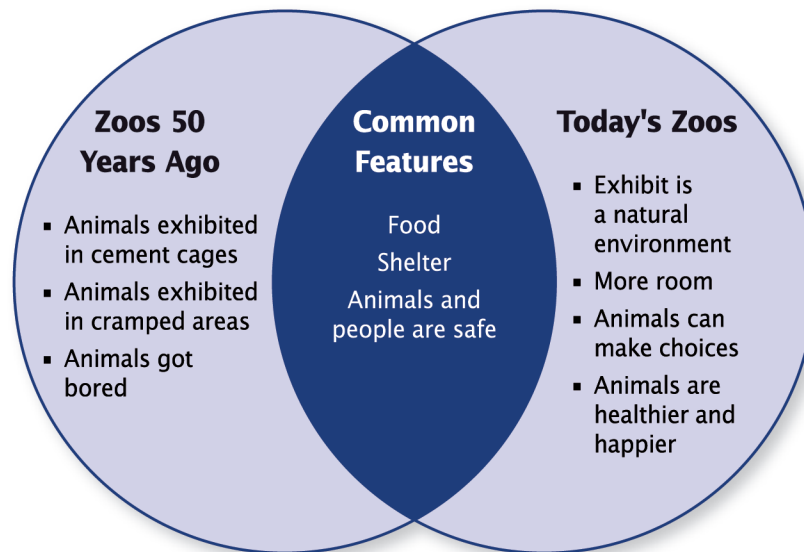 Zoos 50
Years Ago
▪ Animals exhibited
in cement cages
▪ Animals exhibited
in cramped areas
▪ Animals got
bored
Common
Features
Food
Shelter
Animals and
people are safe
Today's Zoos
▪ Exhibit is
a natural
environment
▪ More room
▪ Animals can
make choices
▪ Animals are
healthier and
happier